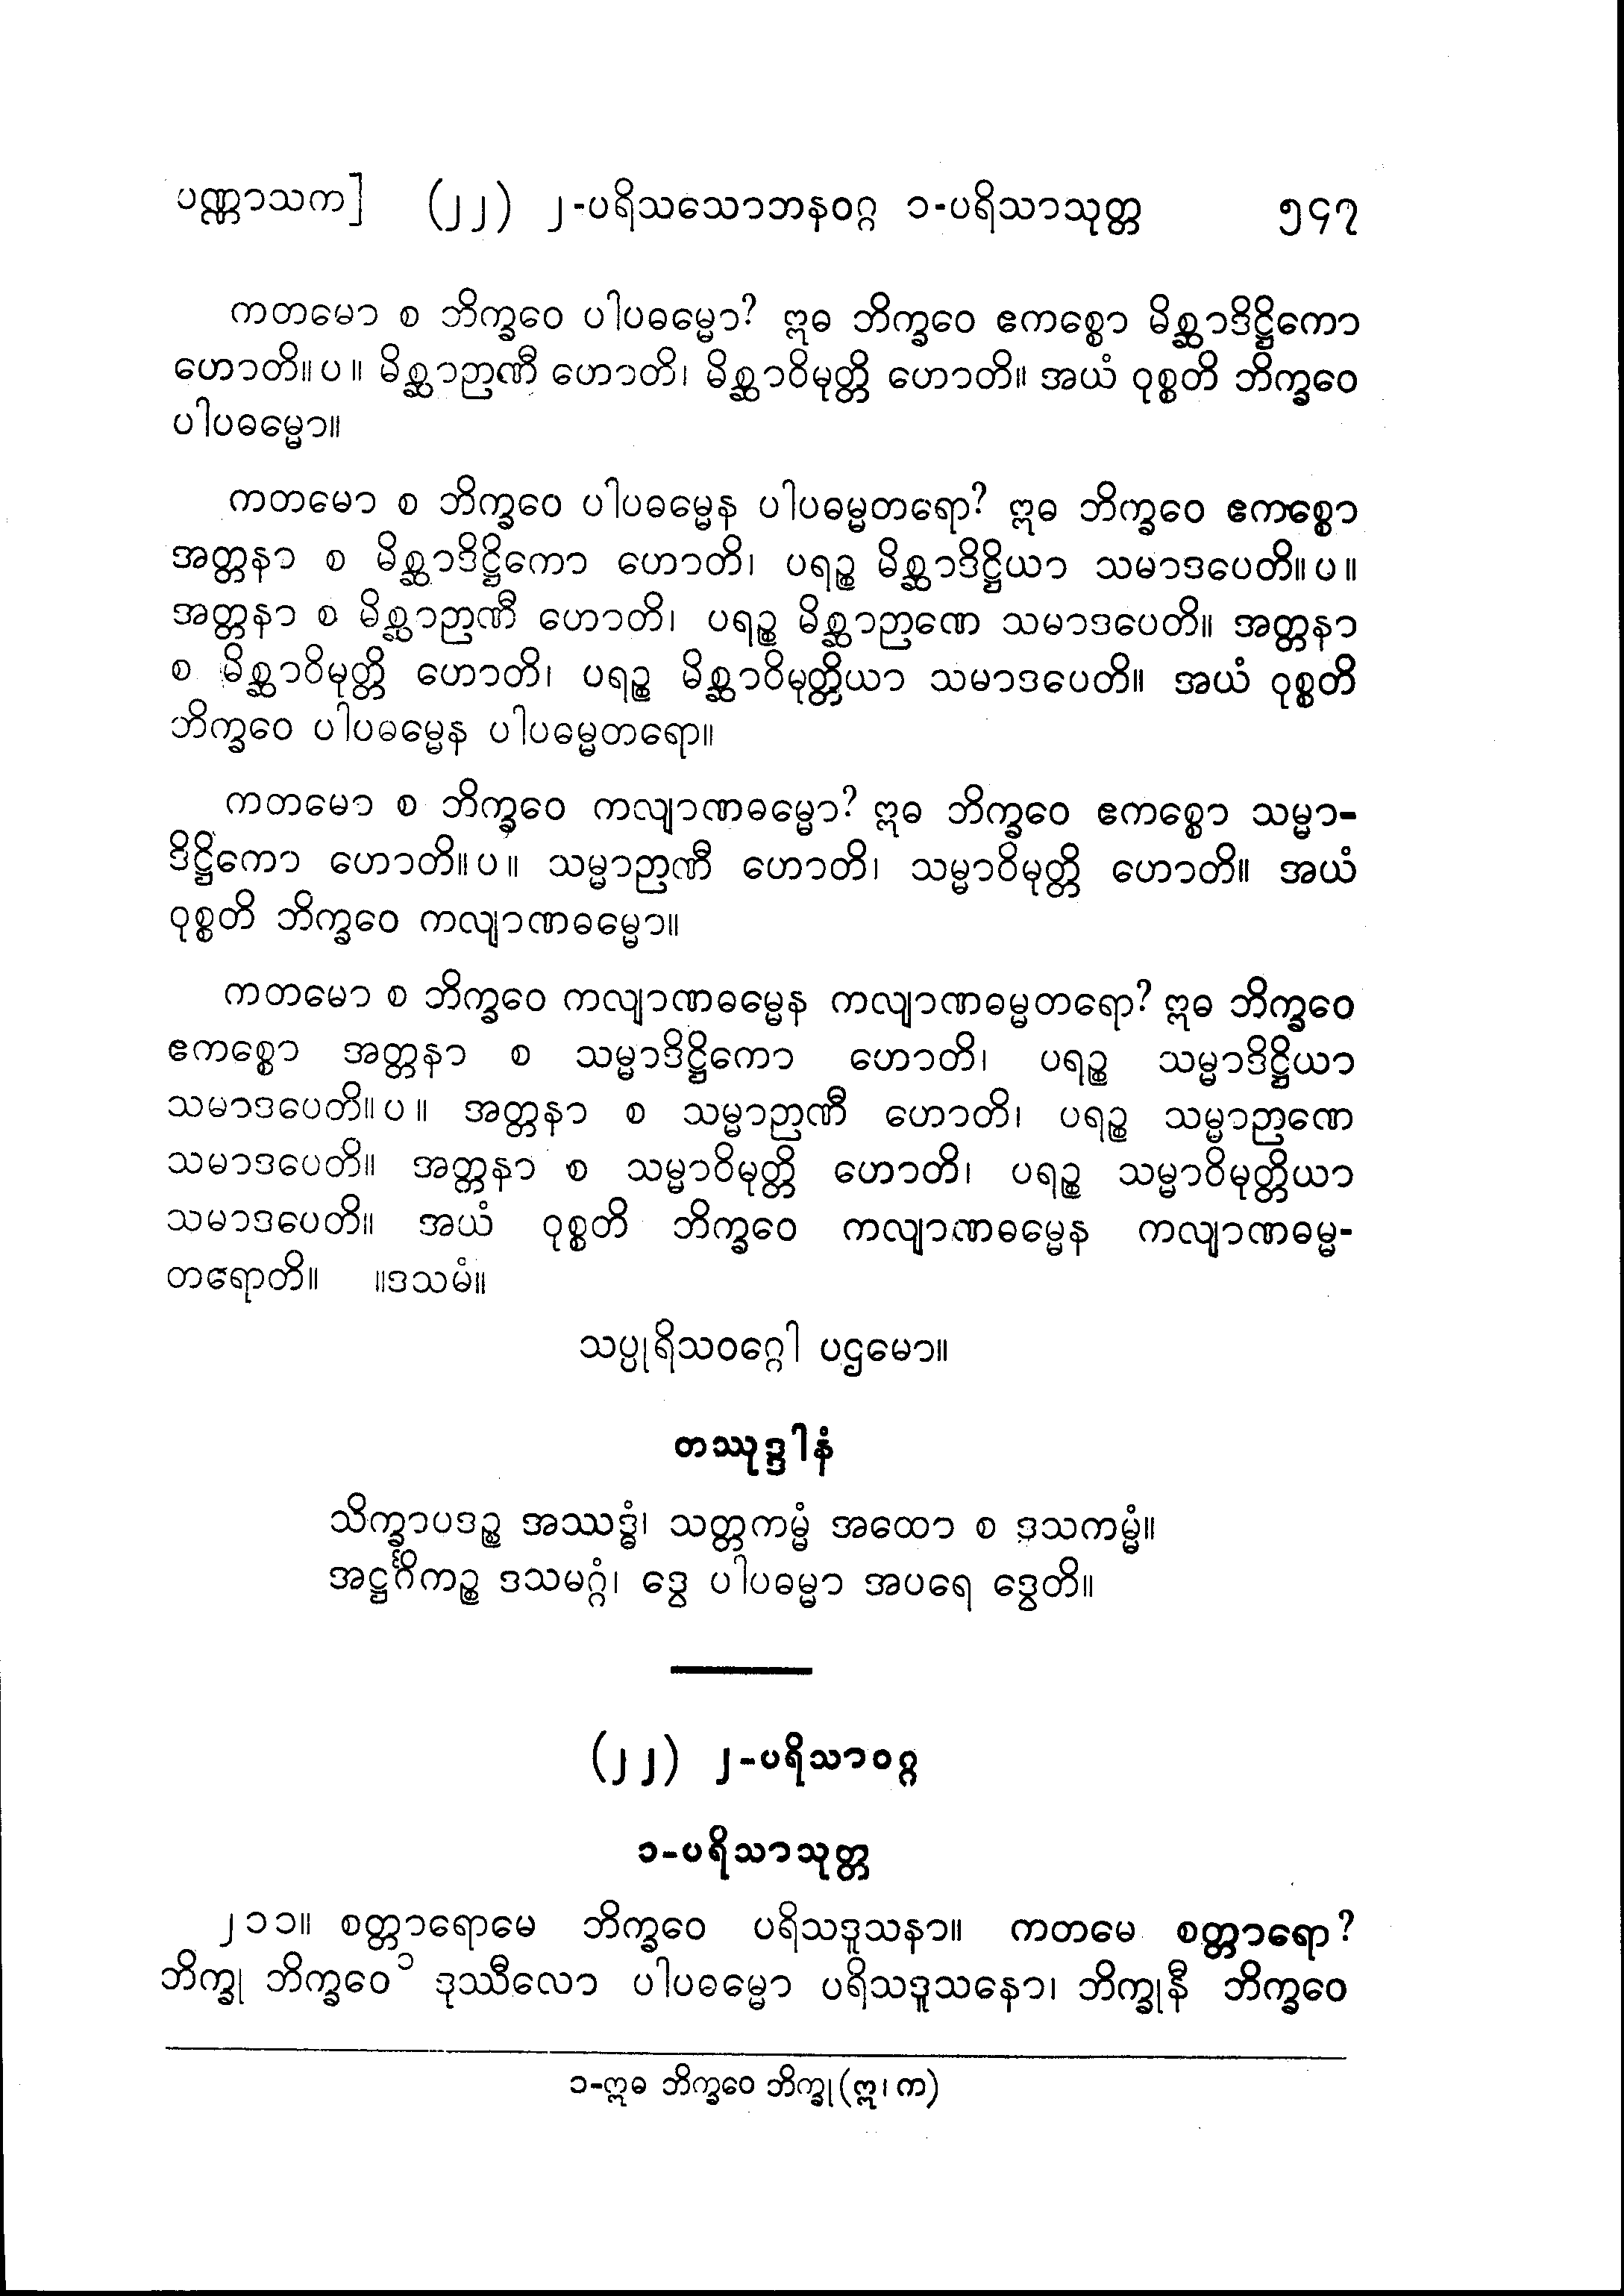 ပဏ္ဏာသက] (၂၂) ၂-ပရိသသောဘနဝဂ္ဂ ၁-ပရိသာသုတ္တ ၅၄၇
ကတမော စ ဘိက္ခဝေ ပါပဓမ္မော? ဣဓ ဘိက္ခဝေ ဧကစ္စော မိစ္ဆာဒိဋ္ဌိကော
ဟောတိ။ပ။ မိစ္ဆာဉာဏီ ဟောတိ၊ မိစ္ဆာဝိမုတ္တိ ဟောတိ။ အယံ ဝုစ္စတိ ဘိက္ခဝေ
ပါပဓမ္မော။
ကတမော စ ဘိက္ခဝေ ပါပဓမ္မေန ပါပဓမ္မတရော? ဣဓ ဘိက္ခဝေ ဧကစ္စော
အတ္တနာ စ မိစ္ဆာဒိဋ္ဌိကော ဟောတိ၊ ပရဉ္စ မိစ္ဆာဒိဋ္ဌိယာ သမာဒပေတိ။ပ။
အတ္တနာ စ မိစ္ဆာဉာဏီ ဟောတိ၊ ပရဉ္စ မိစ္ဆာဉာဏေ သမာဒပေတိ။ အတ္တနာ
စ မိစ္ဆာဝိမုတ္တိ ဟောတိ၊ ပရဉ္စ မိစ္ဆာဝိမုတ္တိယာ သမာဒပေတိ။ အယံ ဝုစ္စတိ
ဘိက္ခဝေ ပါပဓမ္မေန ပါပဓမ္မတရော။
ကတမော စ ဘိက္ခဝေ ကလျာဏဓမ္မော? ဣဓ ဘိက္ခဝေ ဧကစ္စော သမ္မာ-
ဒိဋ္ဌိကော ဟောတိ။ပ။ သမ္မာဉာဏီ ဟောတိ၊ သမ္မာဝိမုတ္တိ ဟောတိ။ အယံ
ဝုစ္စတိ ဘိက္ခဝေ ကလျာဏဓမ္မော။
ကတမော စ ဘိက္ခဝေ ကလျာဏဓမ္မေန ကလျာဏဓမ္မတရော? ဣဓ ဘိက္ခဝေ
ဧကစ္စော အတ္တနာ စ သမ္မာဒိဋ္ဌိကော ဟောတိ၊ ပရဉ္စ သမ္မာဒိဋ္ဌိယာ
သမာဒပေတိ။ပ။ အတ္တနာ စ သမ္မာဉာဏီ ဟောတိ၊ ပရဉ္စ သမ္မာဉာဏေ
သမာဒပေတိ။ အတ္တနာ စ သမ္မာဝိမုတ္တိ ဟောတိ၊ ပရဉ္စ သမ္မာဝိမုတ္တိယာ
သမာဒပေတိ။ အယံ ဝုစ္စတိ ဘိက္ခဝေ ကလျာဏဓမ္မေန ကလျာဏဓမ္မ-
တရောတိ။ ။ဒသမံ။
သပ္ပုရိသဝဂ္ဂေါ ပဌမော။
တဿုဒ္ဒါနံ
သိက္ခာပဒဉ္စ အဿဒ္ဓံ၊ သတ္တကမ္မံ အထော စ ဒသကမ္မံ။
အဋ္ဌင်္ဂိကဉ္စ ဒသမဂ္ဂံ၊ ဒွေ ပါပဓမ္မာ အပရေ ဒွေတိ။
(၂၂) ၂-ပရိသာဝဂ္ဂ
၁-ပရိသာသုတ္တ
၂၁၁။ စတ္တာရောမေ ဘိက္ခဝေ ပရိသဒူသနာ။ ကတမေ စတ္တာရော?
ဘိက္ခု ဘိက္ခဝေ ၁ ဒုဿီလော ပါပဓမ္မော ပရိသဒူသနော၊ ဘိက္ခုနီ ဘိက္ခဝေ
၁-ဣဓ ဘိက္ခဝေ ဘိက္ခု (ဣ၊ က)